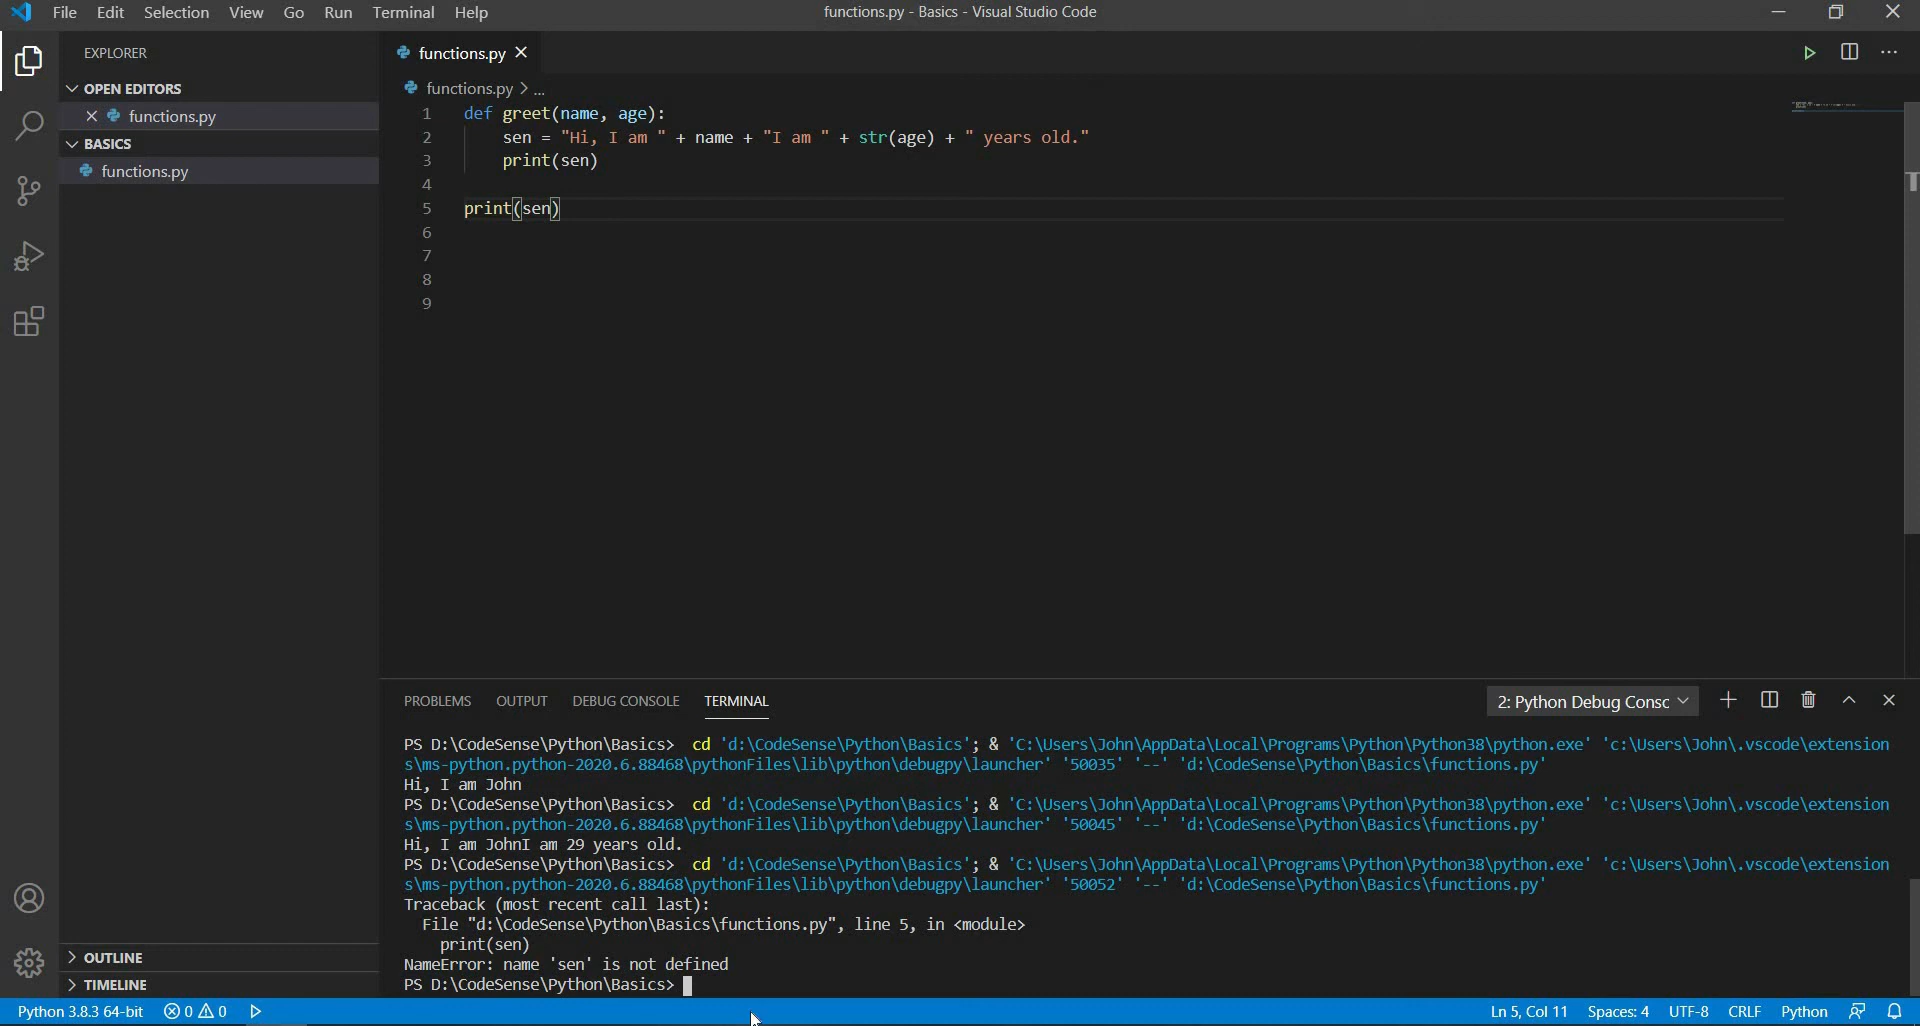 File Edit Selection View Go Run Terminal Help
functions.py - Basics - Visual Studio Code
EXPLORER
OPEN EDITORS
functions.py
BASICS
functions.py
OUTLINE
TIMELINE
functions.py
functions.py > ...
1 def greet(name, age):
2     sen = "Hi, I am " + name + "I am " + str(age) + " years old."
3     print(sen)
4
5 print(sen)
6
7
8
9
PROBLEMS OUTPUT DEBUG CONSOLE TERMINAL
2: Python Debug Consc
PS D:\CodeSense\Python\Basics> cd 'd:\CodeSense\Python\Basics'; & 'C:\Users\John\AppData\Local\Programs\Python\Python38\python.exe' 'c:\Users\John\.vscode\extension
s\ms-python.python-2020.6.88468\pythonFiles\lib\python\debugpy\launcher' '50035' '--' 'd:\CodeSense\Python\Basics\functions.py'
Hi, I am John
PS D:\CodeSense\Python\Basics> cd 'd:\CodeSense\Python\Basics'; & 'C:\Users\John\AppData\Local\Programs\Python\Python38\python.exe' 'c:\Users\John\.vscode\extension
s\ms-python.python-2020.6.88468\pythonFiles\lib\python\debugpy\launcher' '50045' '--' 'd:\CodeSense\Python\Basics\functions.py'
Hi, I am JohnI am 29 years old.
PS D:\CodeSense\Python\Basics> cd 'd:\CodeSense\Python\Basics'; & 'C:\Users\John\AppData\Local\Programs\Python\Python38\python.exe' 'c:\Users\John\.vscode\extension
s\ms-python.python-2020.6.88468\pythonFiles\lib\python\debugpy\launcher' '50052' '--' 'd:\CodeSense\Python\Basics\functions.py'
Traceback (most recent call last):
  File "d:\CodeSense\Python\Basics\functions.py", line 5, in <module>
    print(sen)
NameError: name 'sen' is not defined
PS D:\CodeSense\Python\Basics>
Python 3.8.3 64-bit 0 0 Ln 5, Col 11 Spaces: 4 UTF-8 CRLF Python